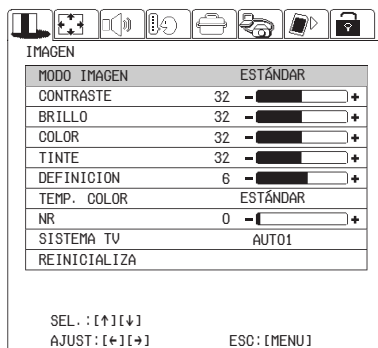 IMAGEN
MODO IMAGEN ESTÁNDAR
CONTRASTE 32 - +
BRILLO 32 - +
COLOR 32 - +
TINTE 32 - +
DEFINICION 6 - +
TEMP. COLOR ESTÁNDAR
NR 0 - +
SISTEMA TV AUTO1
REINICIALIZA
SEL.:[↑][↓]
AJUST:[←][→] ESC:[MENU]